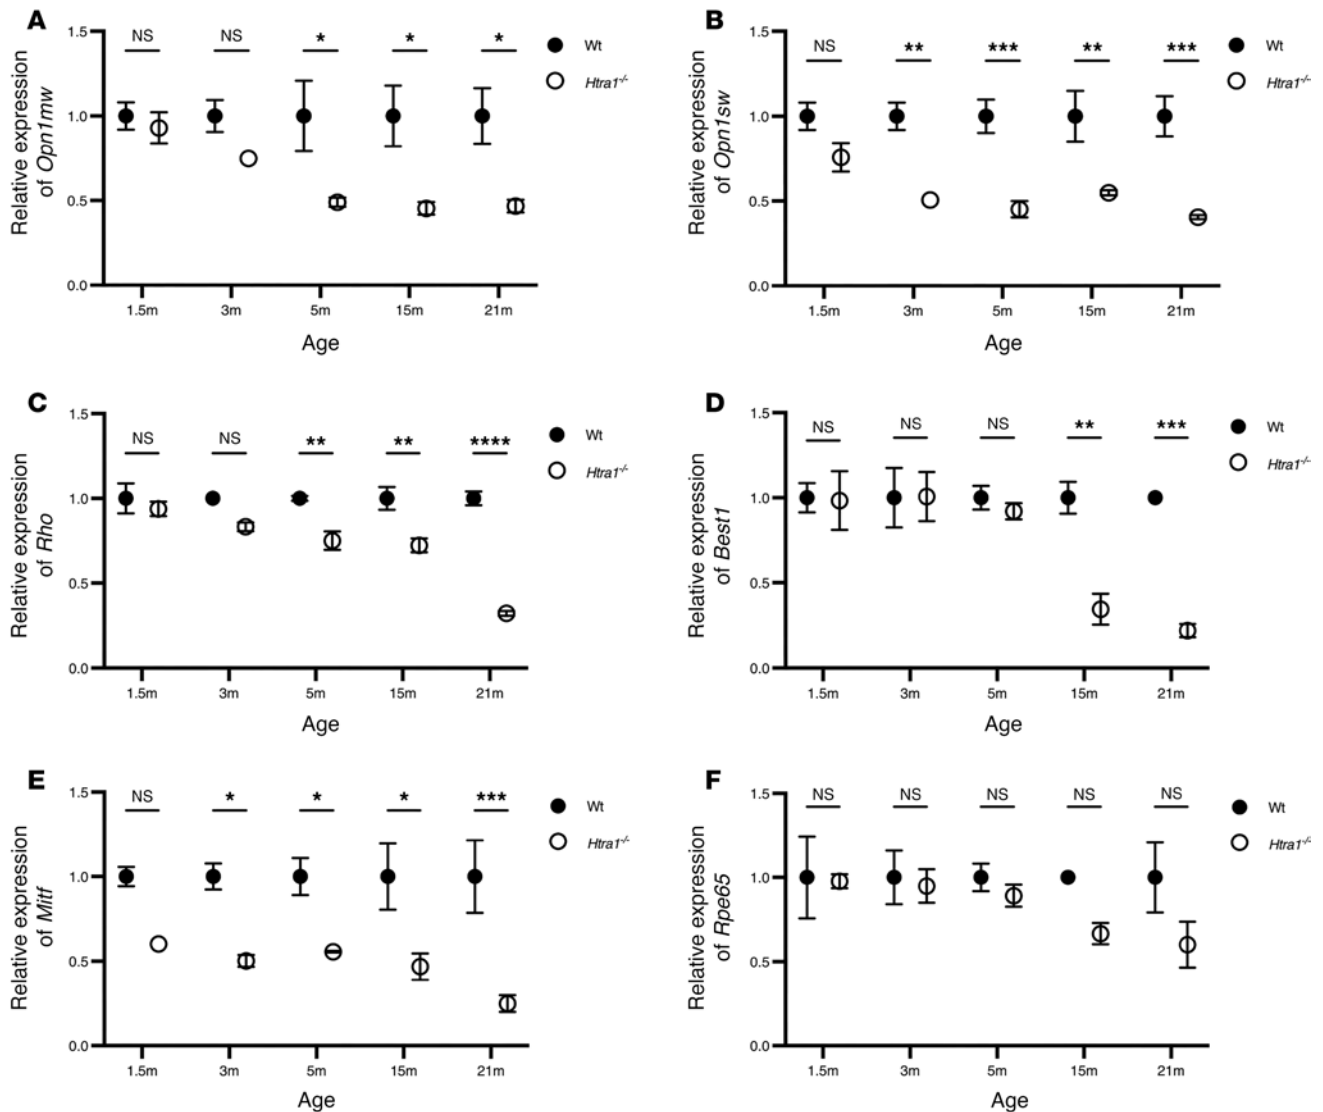 A
Relative expression
of Opn1mw
1.5
1.0
0.5
0.0
NS NS * * *
1.5m 3m 5m 15m 21m
Age
Wt
Htra1-/-
B
Relative expression
of Opn1sw
1.5
1.0
0.5
0.0
NS ** *** ** ***
1.5m 3m 5m 15m 21m
Age
Wt
Htra1-/-
C
Relative expression
of Rho
1.5
1.0
0.5
0.0
NS NS ** ** ****
1.5m 3m 5m 15m 21m
Age
Wt
Htra1-/-
D
Relative expression
of Best1
1.5
1.0
0.5
0.0
NS NS NS ** ***
1.5m 3m 5m 15m 21m
Age
Wt
Htra1-/-
E
Relative expression
of Mitf
1.5
1.0
0.5
0.0
NS * * * ***
1.5m 3m 5m 15m 21m
Age
Wt
Htra1-/-
F
Relative expression
of Rpe65
1.5
1.0
0.5
0.0
NS NS NS NS NS
1.5m 3m 5m 15m 21m
Age
Wt
Htra1-/-